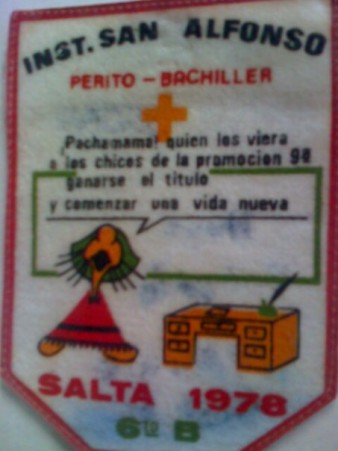 INST. SAN ALFONSO
PERITO - BACHILLER
¡Pachamama! quien los viera
a los chicos de la promocion 98
ganarse el titulo
y comenzar una vida nueva
SALTA 1978
6to B